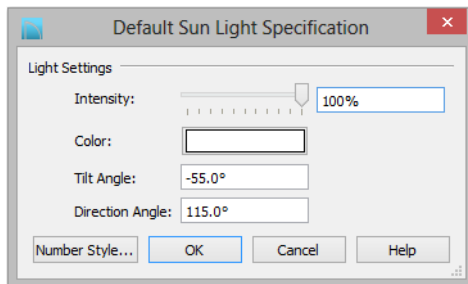 Default Sun Light Specification
Light Settings
Intensity: 100%
Color:
Tilt Angle: -55.0°
Direction Angle: 115.0°
Number Style... OK Cancel Help